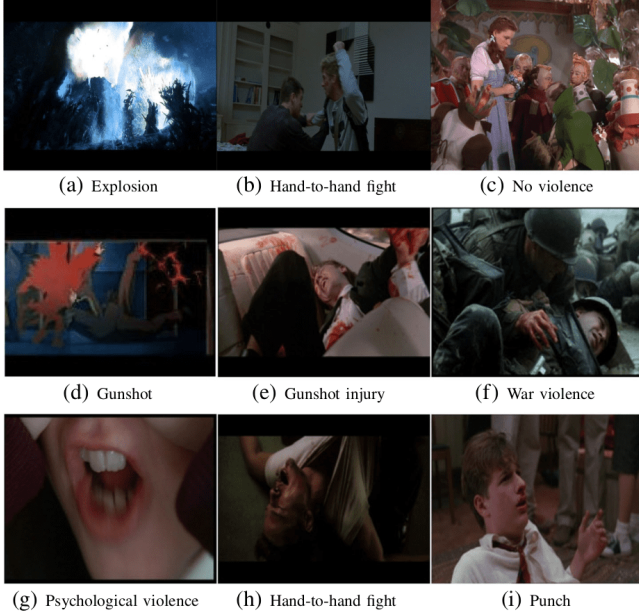 (a) Explosion
(b) Hand-to-hand fight
(c) No violence
(d) Gunshot
(e) Gunshot injury
(f) War violence
(g) Psychological violence
(h) Hand-to-hand fight
(i) Punch